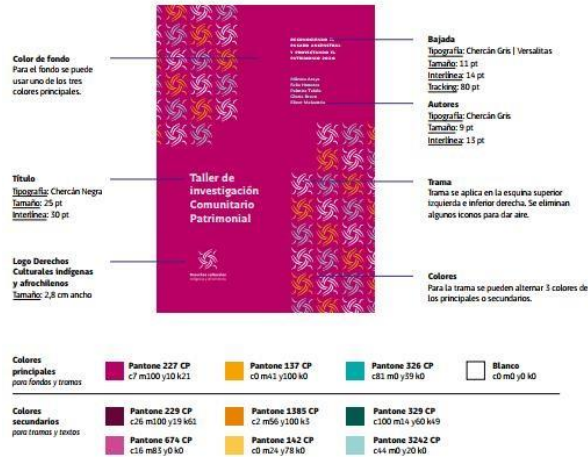 Color de fondo
Para el fondo se puede
usar uno de los tres
colores principales.
Título
Tipografía: Chercán Negra
Tamaño: 25 pt
Interlínea: 30 pt
Logo Derechos
Culturales indígenas
y afrochilenos
Tamaño: 2,8 cm ancho
PASADO ANCESTRAL
Y PROYECTANDO EL
PATRIMONIO
Taller de
investigación
Comunitario
Patrimonial
Derechos culturales
Bajada
Tipografía: Chercán Gris | Versalitas
Tamaño: 11 pt
Interlínea: 14 pt
Tracking: 80 pt
Autores
Tipografía: Chercán Gris
Tamaño: 9 pt
Interlínea: 13 pt
Trama
Trama se aplica en la esquina superior
izquierda e inferior derecha. Se eliminan
algunos iconos para dar aire.
Colores
Para la trama se pueden alternar 3 colores de
los principales o secundarios.
Colores
principales
para fondos y tramas
Pantone 227 CP
c7 m100 y10 k21
Pantone 137 CP
c0 m41 y100 k0
Pantone 326 CP
c81 m0 y39 k0
Blanco
c0 m0 y0 k0
Colores
secundarios
para tramas y textos
Pantone 229 CP
c26 m100 y19 k61
Pantone 1385 CP
c2 m56 y100 k3
Pantone 329 CP
c100 m14 y60 k49
Pantone 674 CP
c16 m83 y0 k0
Pantone 142 CP
c0 m24 y78 k0
Pantone 3242 CP
c44 m0 y20 k0